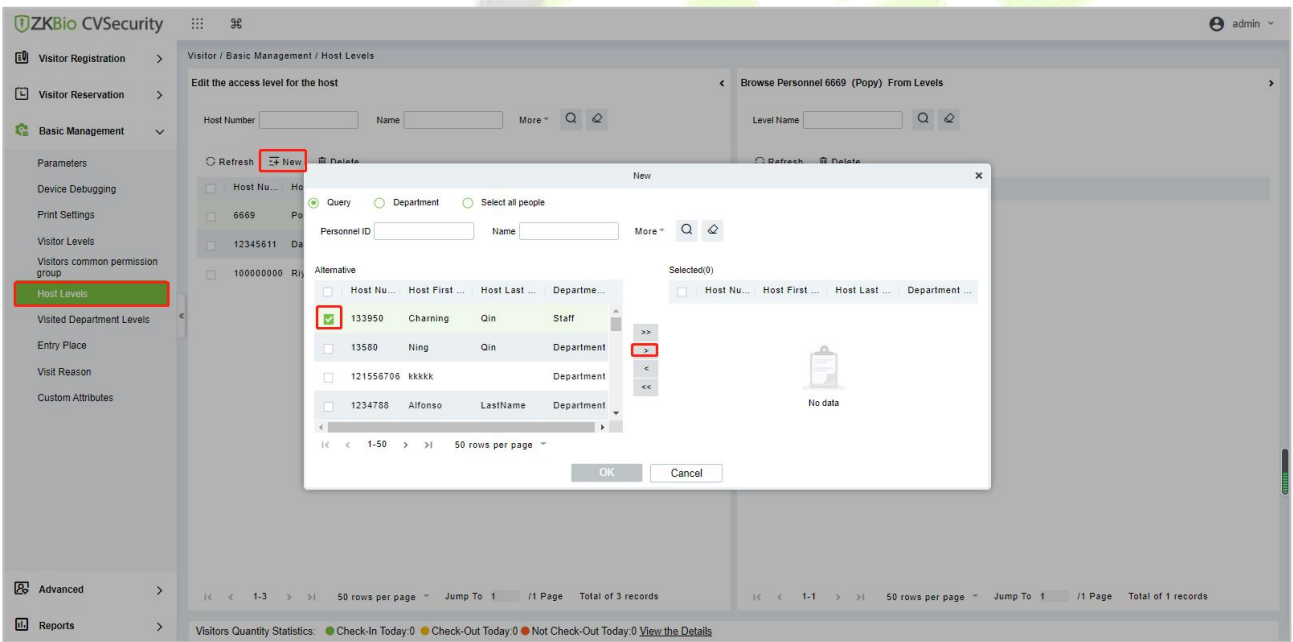 ZKBio CVSecurity
admin
Visitor Registration
Visitor Reservation
Basic Management
Parameters
Device Debugging
Print Settings
Visitor Levels
Visitors common permission
group
Host Levels
Visited Department Levels
Entry Place
Visit Reason
Custom Attributes
Advanced
Reports
Visitor / Basic Management / Host Levels
Edit the access level for the host
Host Number Name More
Refresh New Delete
Host Nu... Ho
6669 Po
12345611 Da
100000000 Riy
Browse Personnel 6669 (Popy) From Levels
Level Name
Refresh Delete
New
Query Department Select all people
Personnel ID Name More
Alternative
Host Nu... Host First ... Host Last ... Departme...
133950 Charning Qin Staff
13580 Ning Qin Department
121556706 kkkkk Department
1234788 Alfonso LastName Department
1-50 50 rows per page
>>
>
<
<<
Selected(0)
Host Nu... Host First ... Host Last ... Department ...
No data
OK Cancel
1-3 50 rows per page Jump To 1 /1 Page Total of 3 records
1-1 50 rows per page Jump To 1 /1 Page Total of 1 records
Visitors Quantity Statistics: Check-In Today:0 Check-Out Today:0 Not Check-Out Today:0 View the Details